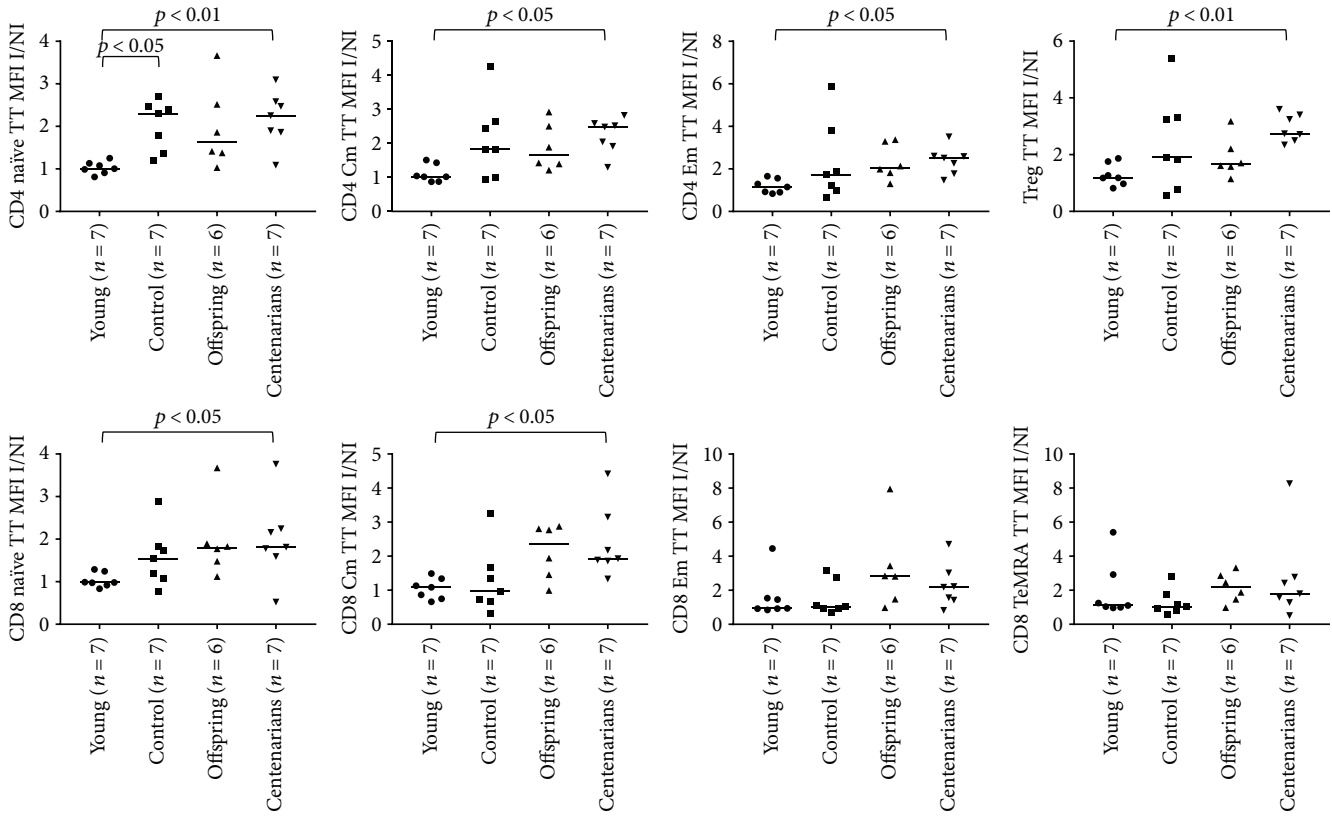 p < 0.01
p < 0.05
CD4 naïve TT MFI I/NI
4
3
2
1
0
Young (n = 7)
Control (n = 7)
Offspring (n = 6)
Centenarians (n = 7)
p < 0.05
CD4 Cm TT MFI I/NI
5
4
3
2
1
0
Young (n = 7)
Control (n = 7)
Offspring (n = 6)
Centenarians (n = 7)
p < 0.05
CD4 Em TT MFI I/NI
8
6
4
2
0
Young (n = 7)
Control (n = 7)
Offspring (n = 6)
Centenarians (n = 7)
p < 0.01
Treg TT MFI I/NI
6
4
2
0
Young (n = 7)
Control (n = 7)
Offspring (n = 6)
Centenarians (n = 7)
p < 0.05
CD8 naïve TT MFI I/NI
4
3
2
1
0
Young (n = 7)
Control (n = 7)
Offspring (n = 6)
Centenarians (n = 7)
p < 0.05
CD8 Cm TT MFI I/NI
5
4
3
2
1
0
Young (n = 7)
Control (n = 7)
Offspring (n = 6)
Centenarians (n = 7)
CD8 Em TT MFI I/NI
10
8
6
4
2
0
Young (n = 7)
Control (n = 7)
Offspring (n = 6)
Centenarians (n = 7)
CD8 TeMRA TT MFI I/NI
10
8
6
4
2
0
Young (n = 7)
Control (n = 7)
Offspring (n = 6)
Centenarians (n = 7)